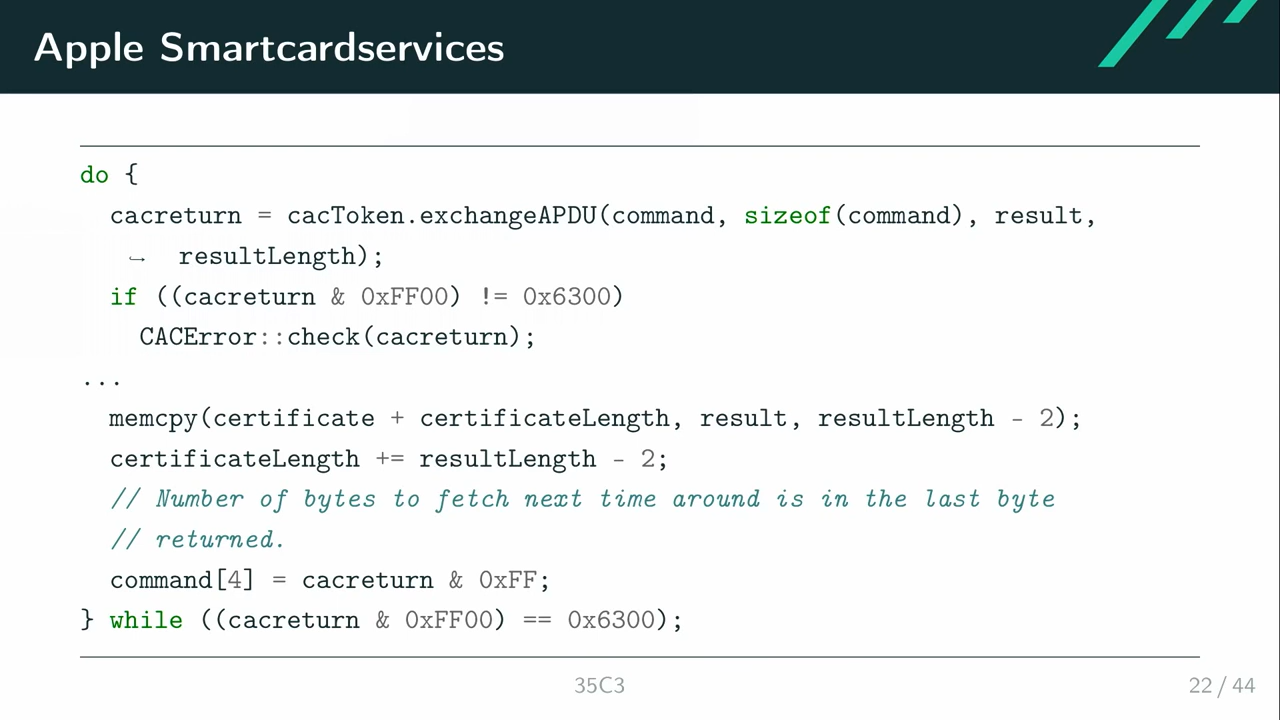 Apple Smartcardservices
do {
  cacreturn = cacToken.exchangeAPDU(command, sizeof(command), result,
  ↪ resultLength);
  if ((cacreturn & 0xFF00) != 0x6300)
    CACError::check(cacreturn);
...
  memcpy(certificate + certificateLength, result, resultLength - 2);
  certificateLength += resultLength - 2;
  // Number of bytes to fetch next time around is in the last byte
  // returned.
  command[4] = cacreturn & 0xFF;
} while ((cacreturn & 0xFF00) == 0x6300);
35C3
22 / 44